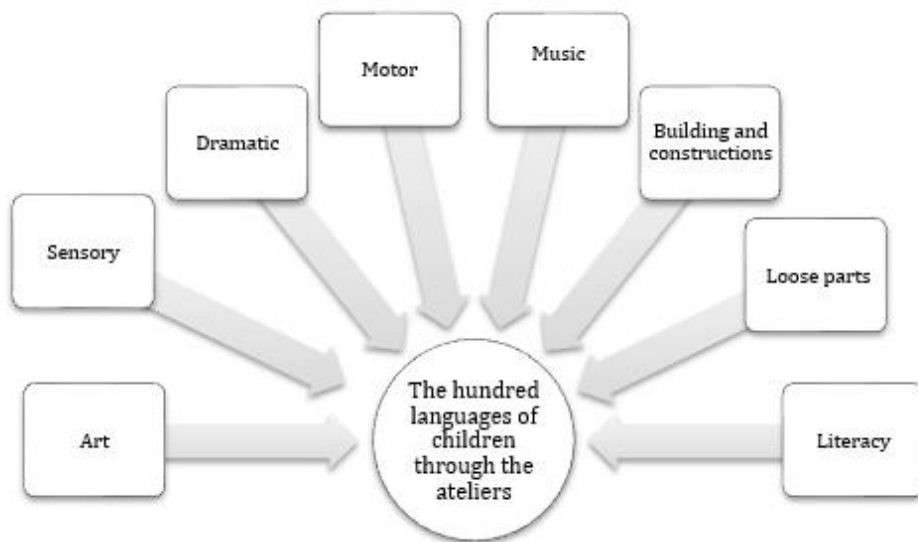 Motor
Music
Dramatic
Building and
constructions
Sensory
Loose parts
Art
The hundred
languages of
children
through the
ateliers
Literacy